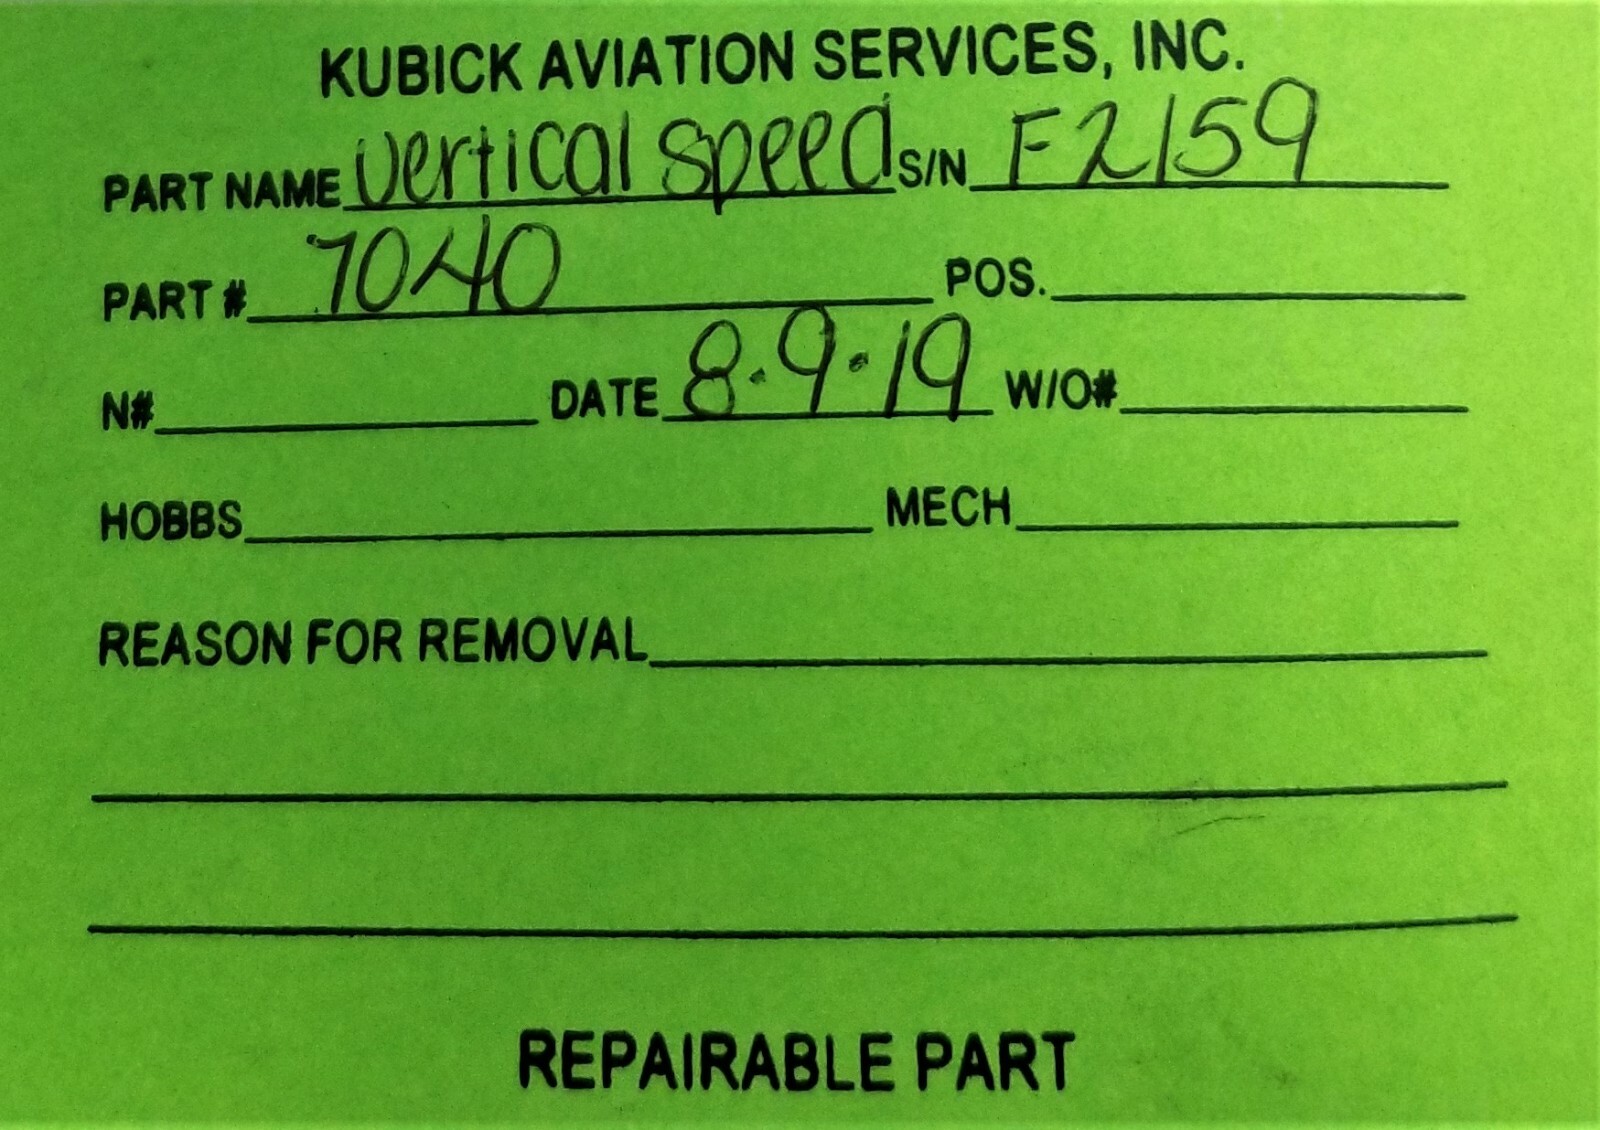 KUBICK AVIATION SERVICES, INC.
PART NAME vertical speed S/N F2159
PART # 7040 POS.
N# DATE 8.9.19 W/O#
HOBBS MECH
REASON FOR REMOVAL
REPAIRABLE PART